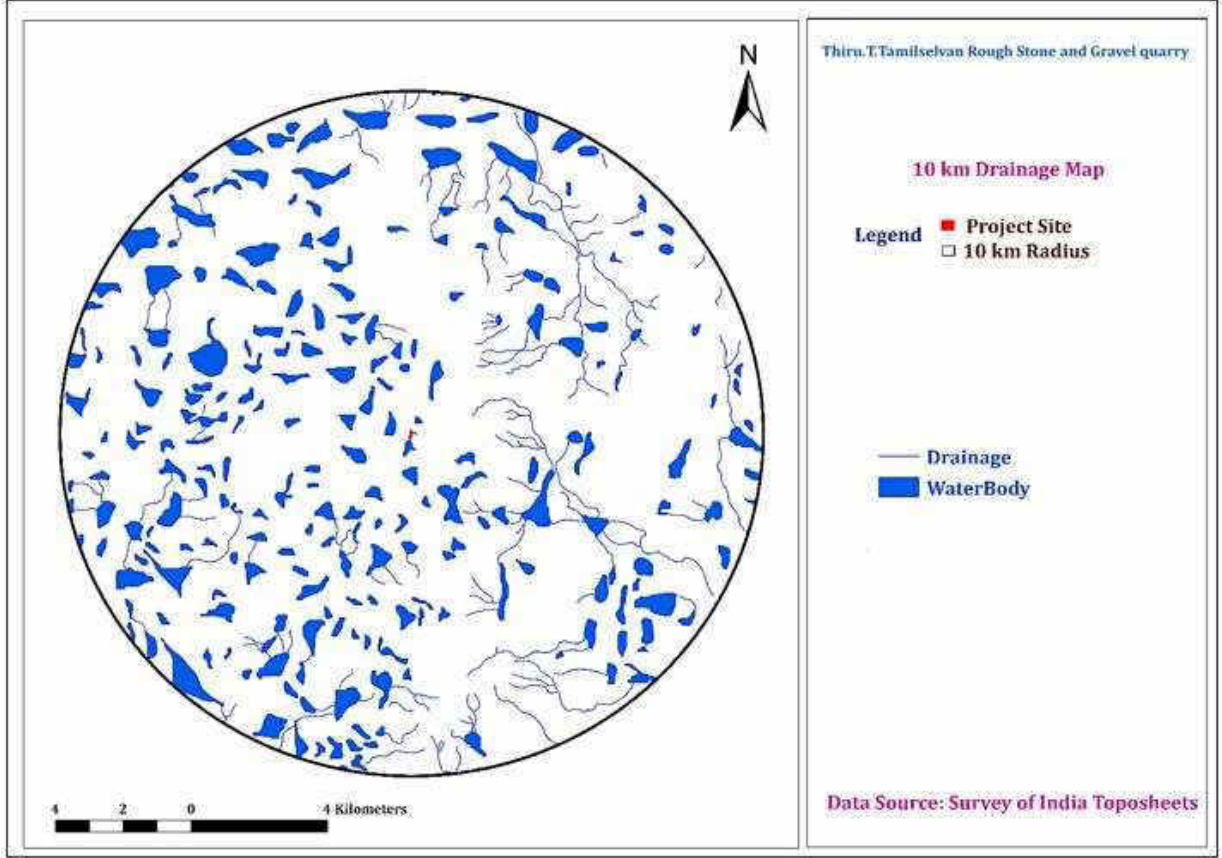 Thiru.T.Tamilselvan Rough Stone and Gravel quarry
N
10 km Drainage Map
Legend
Project Site
10 km Radius
Drainage
WaterBody
4 2 0 4 Kilometers
Data Source: Survey of India Toposheets